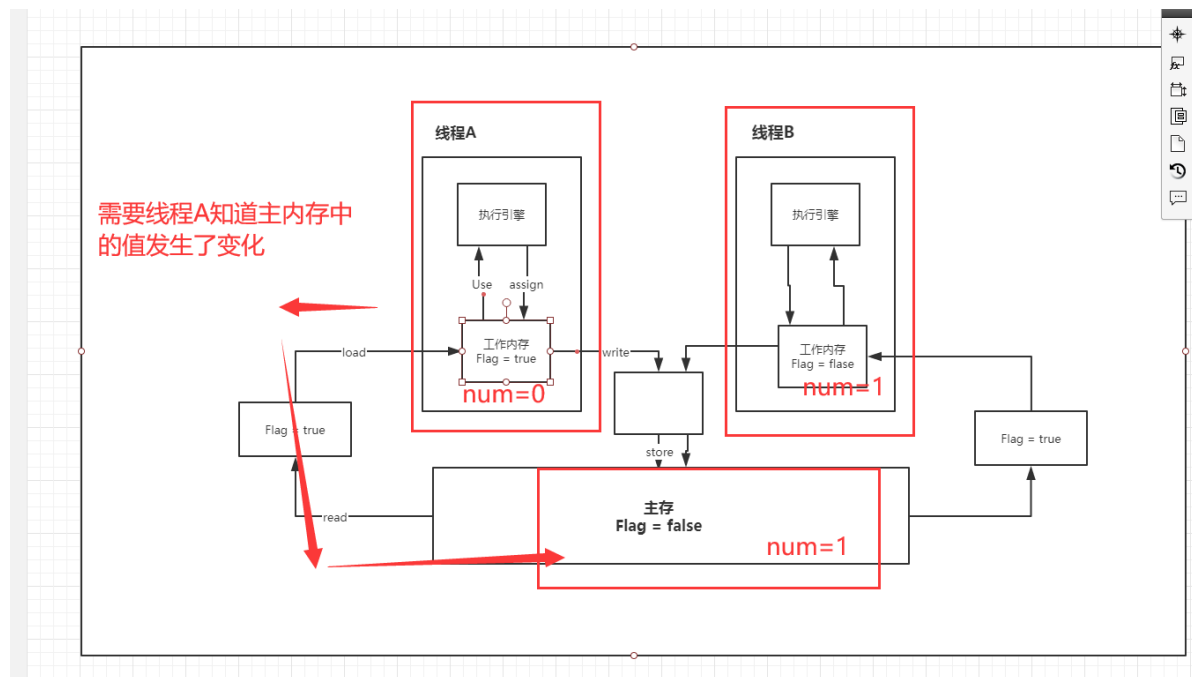 线程A
线程B
需要线程A知道主内存中
的值发生了变化
执行引擎
执行引擎
Use
assign
工作内存
Flag = true
num=0
工作内存
Flag = flase
num=1
load
write
Flag = true
Flag = true
store
read
主存
Flag = false
num=1